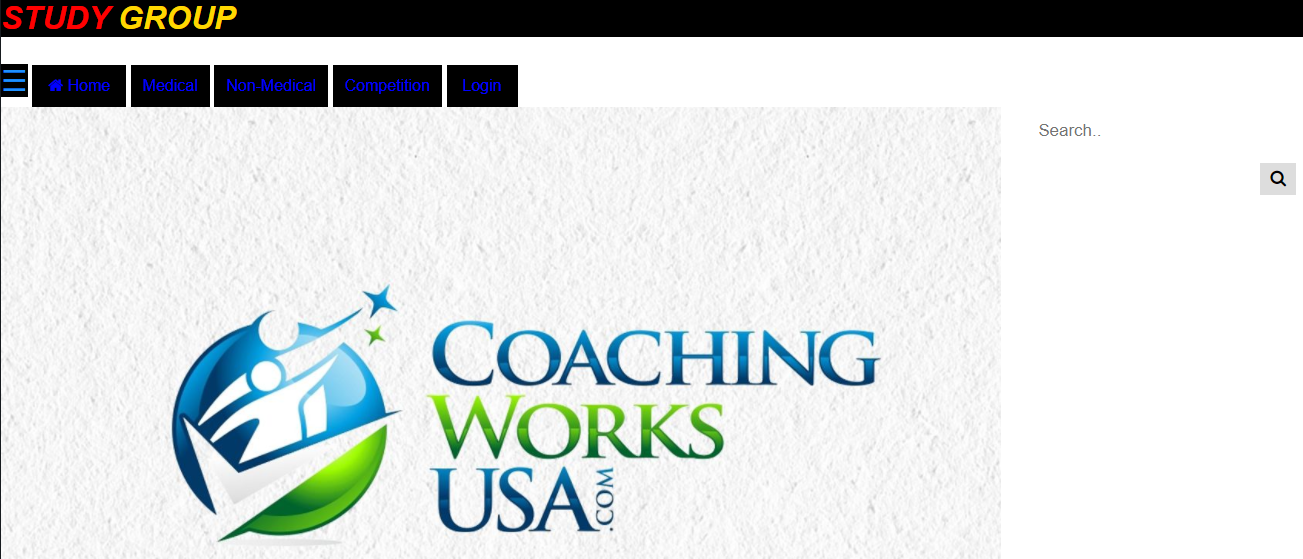 STUDY GROUP
Home Medical Non-Medical Competition Login
Search..
COACHING
WORKS
USA.COM